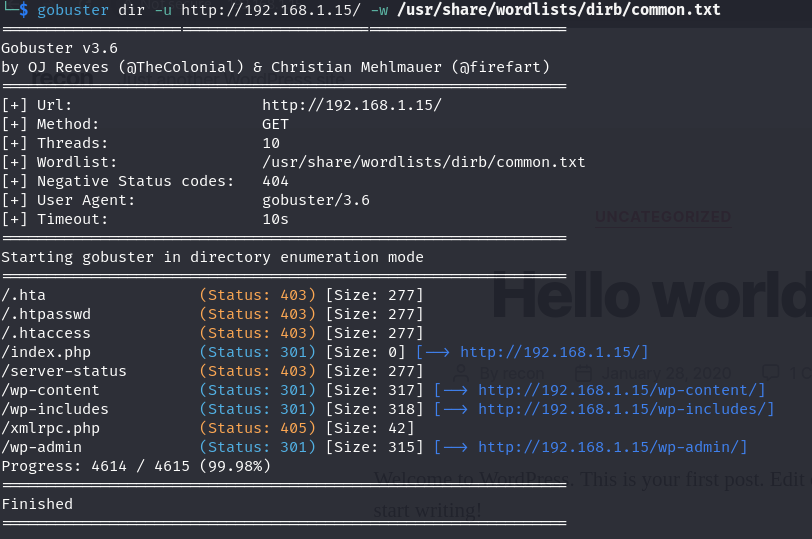 └─$ gobuster dir -u http://192.168.1.15/ -w /usr/share/wordlists/dirb/common.txt
===============================================================
Gobuster v3.6
by OJ Reeves (@TheColonial) & Christian Mehlmauer (@firefart)
===============================================================
[+] Url: http://192.168.1.15/
[+] Method: GET
[+] Threads: 10
[+] Wordlist: /usr/share/wordlists/dirb/common.txt
[+] Negative Status codes: 404
[+] User Agent: gobuster/3.6
[+] Timeout: 10s
===============================================================
Starting gobuster in directory enumeration mode
===============================================================
/.hta (Status: 403) [Size: 277]
/.htpasswd (Status: 403) [Size: 277]
/.htaccess (Status: 403) [Size: 277]
/index.php (Status: 301) [Size: 0] [--> http://192.168.1.15/]
/server-status (Status: 403) [Size: 277]
/wp-content (Status: 301) [Size: 317] [--> http://192.168.1.15/wp-content/]
/wp-includes (Status: 301) [Size: 318] [--> http://192.168.1.15/wp-includes/]
/xmlrpc.php (Status: 405) [Size: 42]
/wp-admin (Status: 301) [Size: 315] [--> http://192.168.1.15/wp-admin/]
Progress: 4614 / 4615 (99.98%)
===============================================================
Finished
===============================================================
recon
UNCATEGORIZED
Hello world
By recon January 28, 2020
Welcome to WordPress. This is your first post. Edit
start writing!